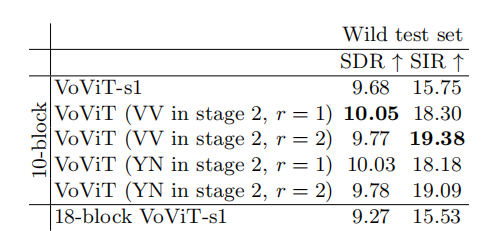 Wild test set
SDR ↑ SIR ↑
10-block
VoViT-s1 9.68 15.75
VoViT (VV in stage 2, r = 1) 10.05 18.30
VoViT (VV in stage 2, r = 2) 9.77 19.38
VoViT (YN in stage 2, r = 1) 10.03 18.18
VoViT (YN in stage 2, r = 2) 9.78 19.09
18-block VoViT-s1 9.27 15.53